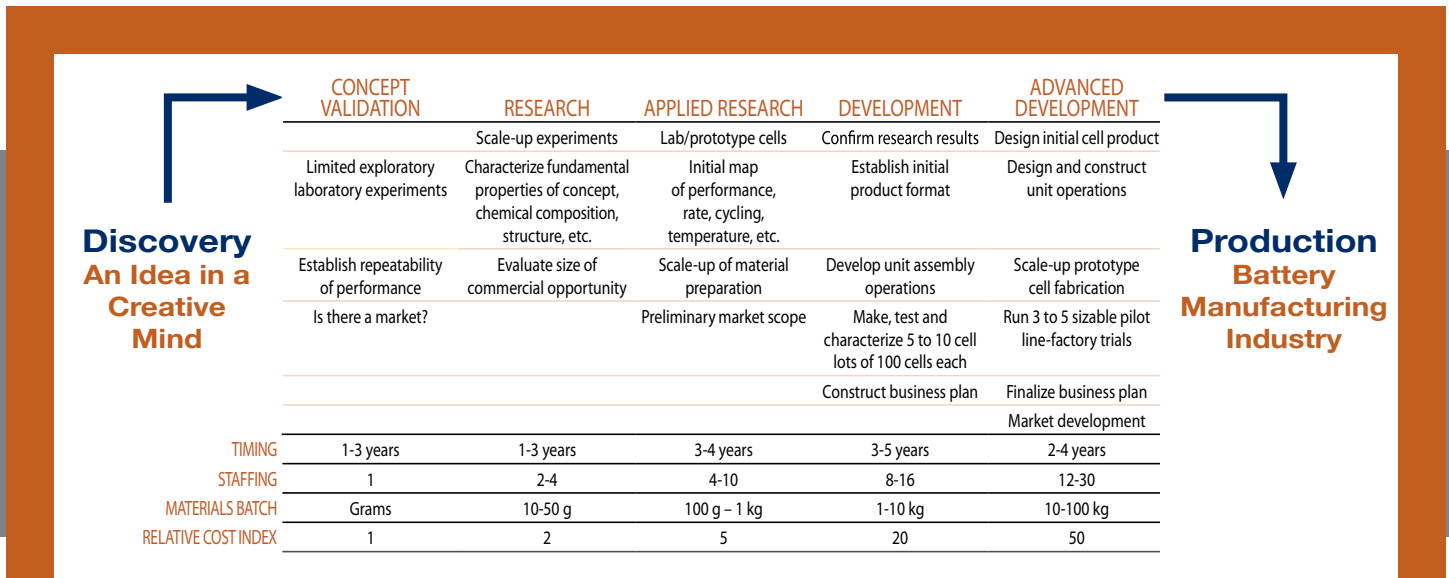 CONCEPT
VALIDATION
RESEARCH
APPLIED RESEARCH
DEVELOPMENT
ADVANCED
DEVELOPMENT
Scale-up experiments
Lab/prototype cells
Confirm research results
Design initial cell product
Limited exploratory
laboratory experiments
Characterize fundamental
properties of concept,
chemical composition,
structure, etc.
Initial map
of performance,
rate, cycling,
temperature, etc.
Establish initial
product format
Design and construct
unit operations
Discovery
An Idea in a
Creative
Mind
Establish repeatability
of performance
Evaluate size of
commercial opportunity
Scale-up of material
preparation
Develop unit assembly
operations
Scale-up prototype
cell fabrication
Production
Battery
Manufacturing
Industry
Is there a market?
Preliminary market scope
Make, test and
characterize 5 to 10 cell
lots of 100 cells each
Run 3 to 5 sizable pilot
line-factory trials
Construct business plan
Finalize business plan
Market development
TIMING 1-3 years 1-3 years 3-4 years 3-5 years 2-4 years
STAFFING 1 2-4 4-10 8-16 12-30
MATERIALS BATCH Grams 10-50 g 100 g – 1 kg 1-10 kg 10-100 kg
RELATIVE COST INDEX 1 2 5 20 50